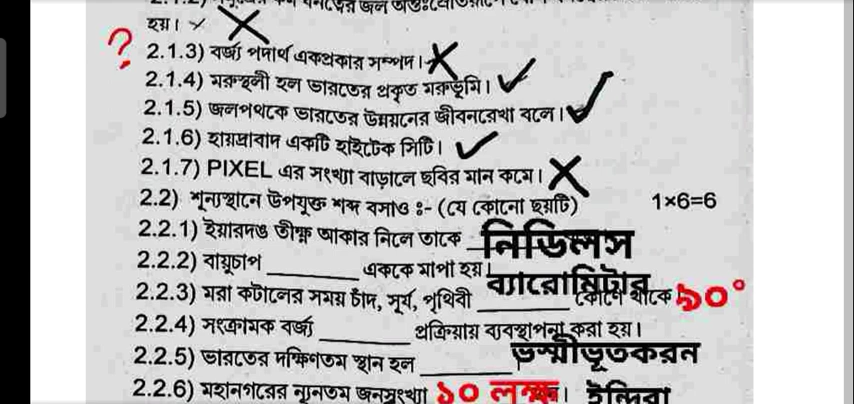 হয়।
? 2.1.3) বর্জ্য পদার্থ একপ্রকার সম্পদ।
2.1.4) মরুস্থলী হল ভারতের প্রকৃত মরুভূমি।
2.1.5) জলপথকে ভারতের উন্নয়নের জীবনরেখা বলে।
2.1.6) হায়দ্রাবাদ একটি হাইটেক সিটি।
2.1.7) PIXEL এর সংখ্যা বাড়ালে ছবির মান কমে।
2.2) শূন্যস্থানে উপযুক্ত শব্দ বসাও ঃ- (যে কোনো ছয়টি) 1×6=6
2.2.1) ইয়ারদঙ তীক্ষ্ণ আকার নিলে তাকে নিডিলস
2.2.2) বায়ুচাপ ________ এককে মাপা হয়। ব্যারোমিটার
2.2.3) মরা কটালের সময় চাঁদ, সূর্য, পৃথিবী ________ কোণে থাকে ৯০°
2.2.4) সংক্রামক বর্জ্য ________ প্রক্রিয়ায় ব্যবস্থাপনা করা হয়।
2.2.5) ভারতের দক্ষিণতম স্থান হল ________ ভস্মীভূতকরন
2.2.6) মহানগরের ন্যূনতম জনসংখ্যা ১০ লক্ষ । ইন্দিরা